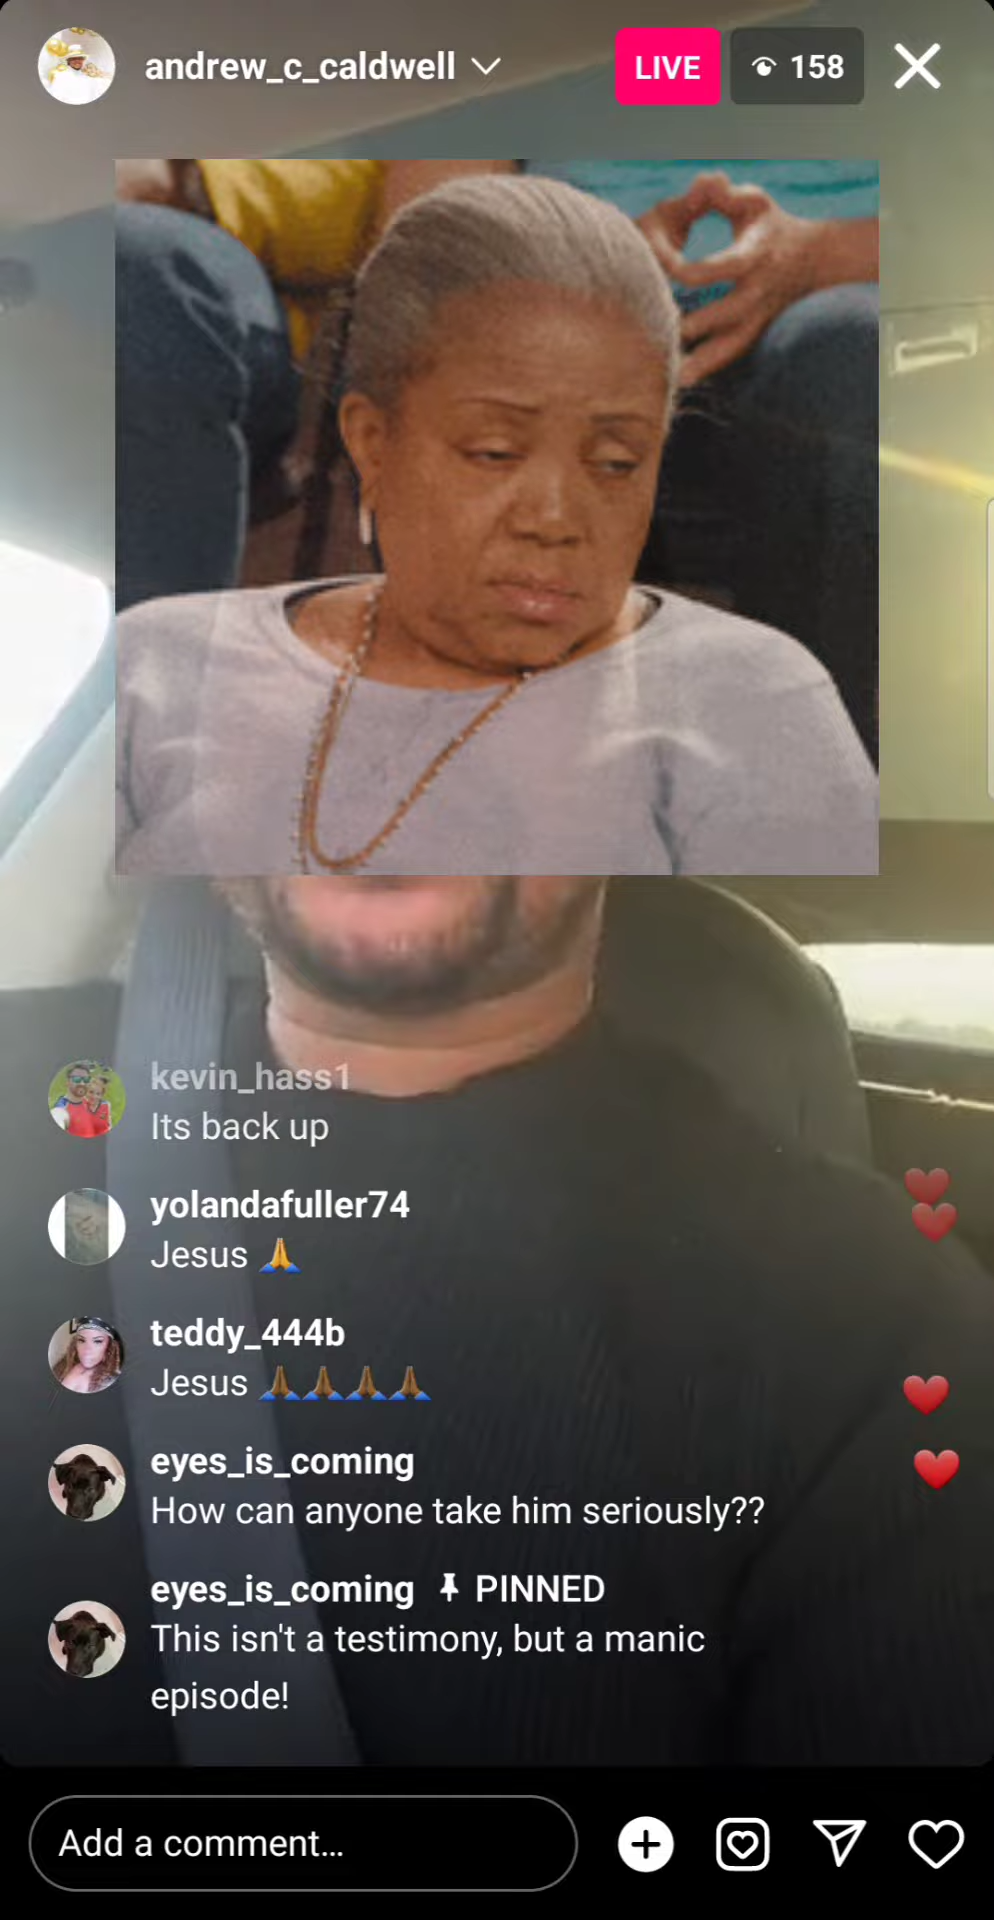 andrew_c_caldwell
LIVE
158
kevin_hass1
Its back up
yolandafuller74
Jesus 🙏
teddy_444b
Jesus 🙏🏾🙏🏾🙏🏾🙏🏾
eyes_is_coming
How can anyone take him seriously??
eyes_is_coming PINNED
This isn't a testimony, but a manic
episode!
Add a comment...